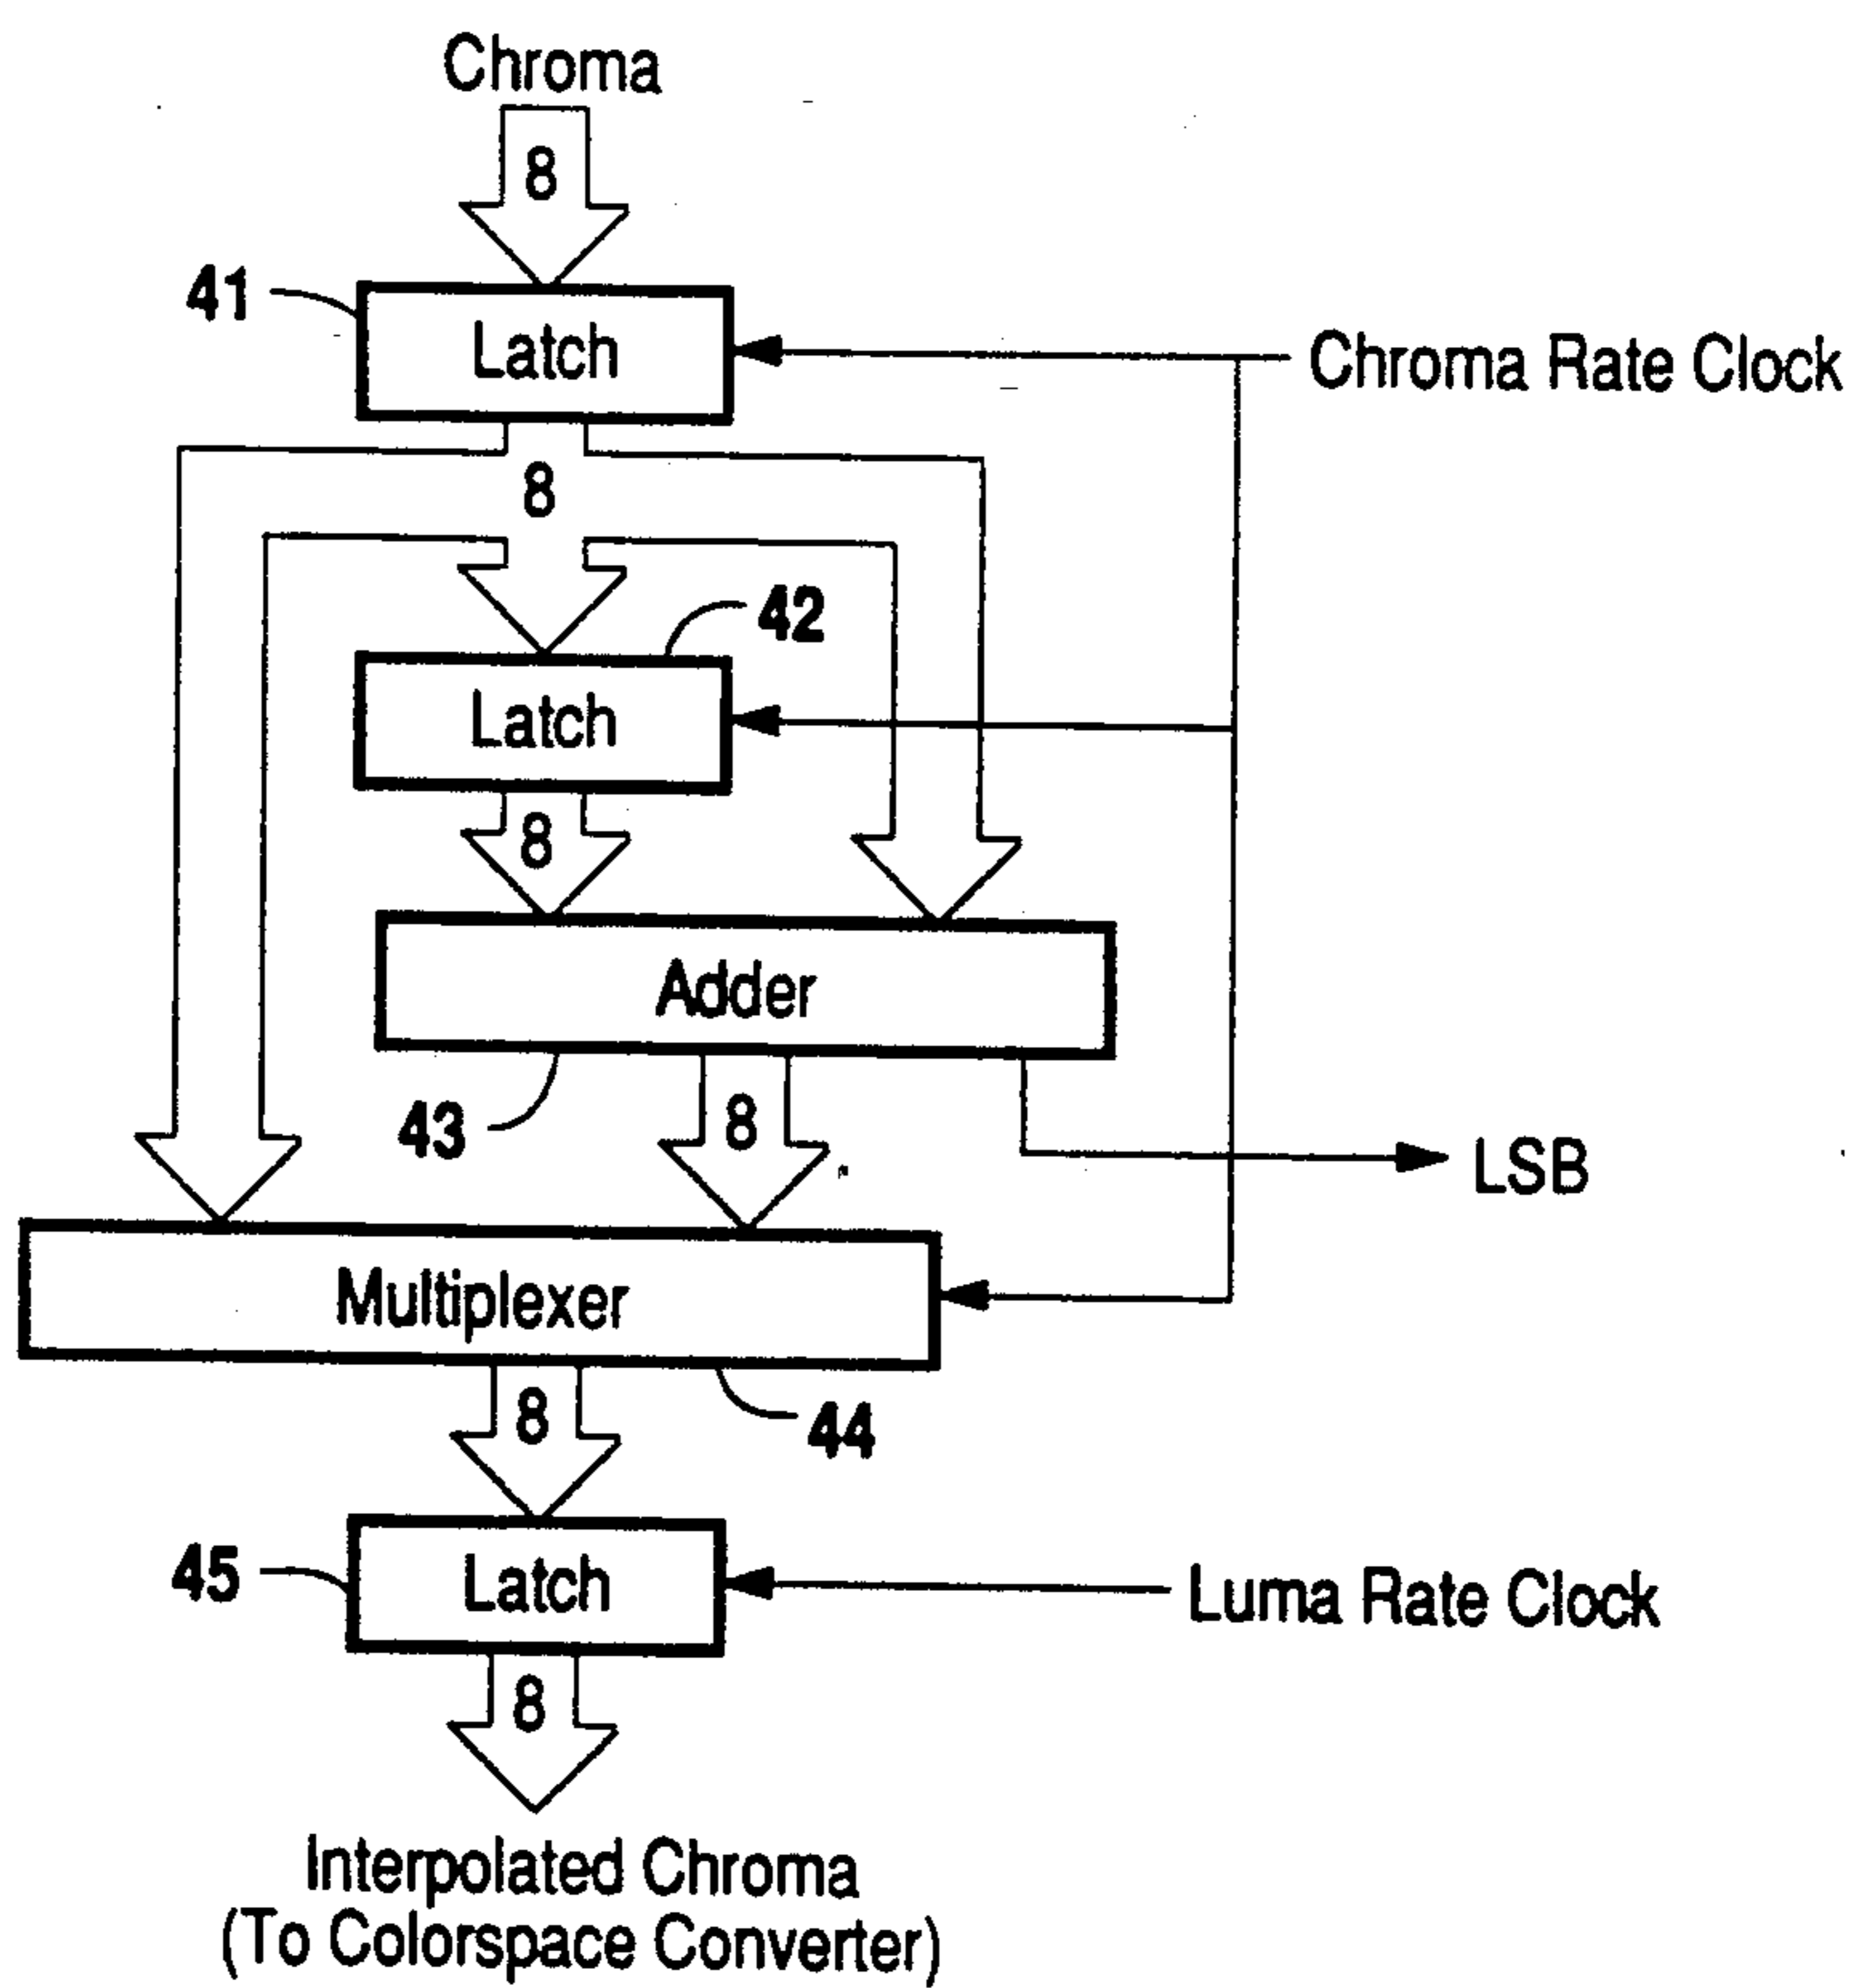 Chroma
8
41
Latch
Chroma Rate Clock
8
42
Latch
8
Adder
43
8
LSB
Multiplexer
8
44
45
Latch
Luma Rate Clock
8
Interpolated Chroma
(To Colorspace Converter)